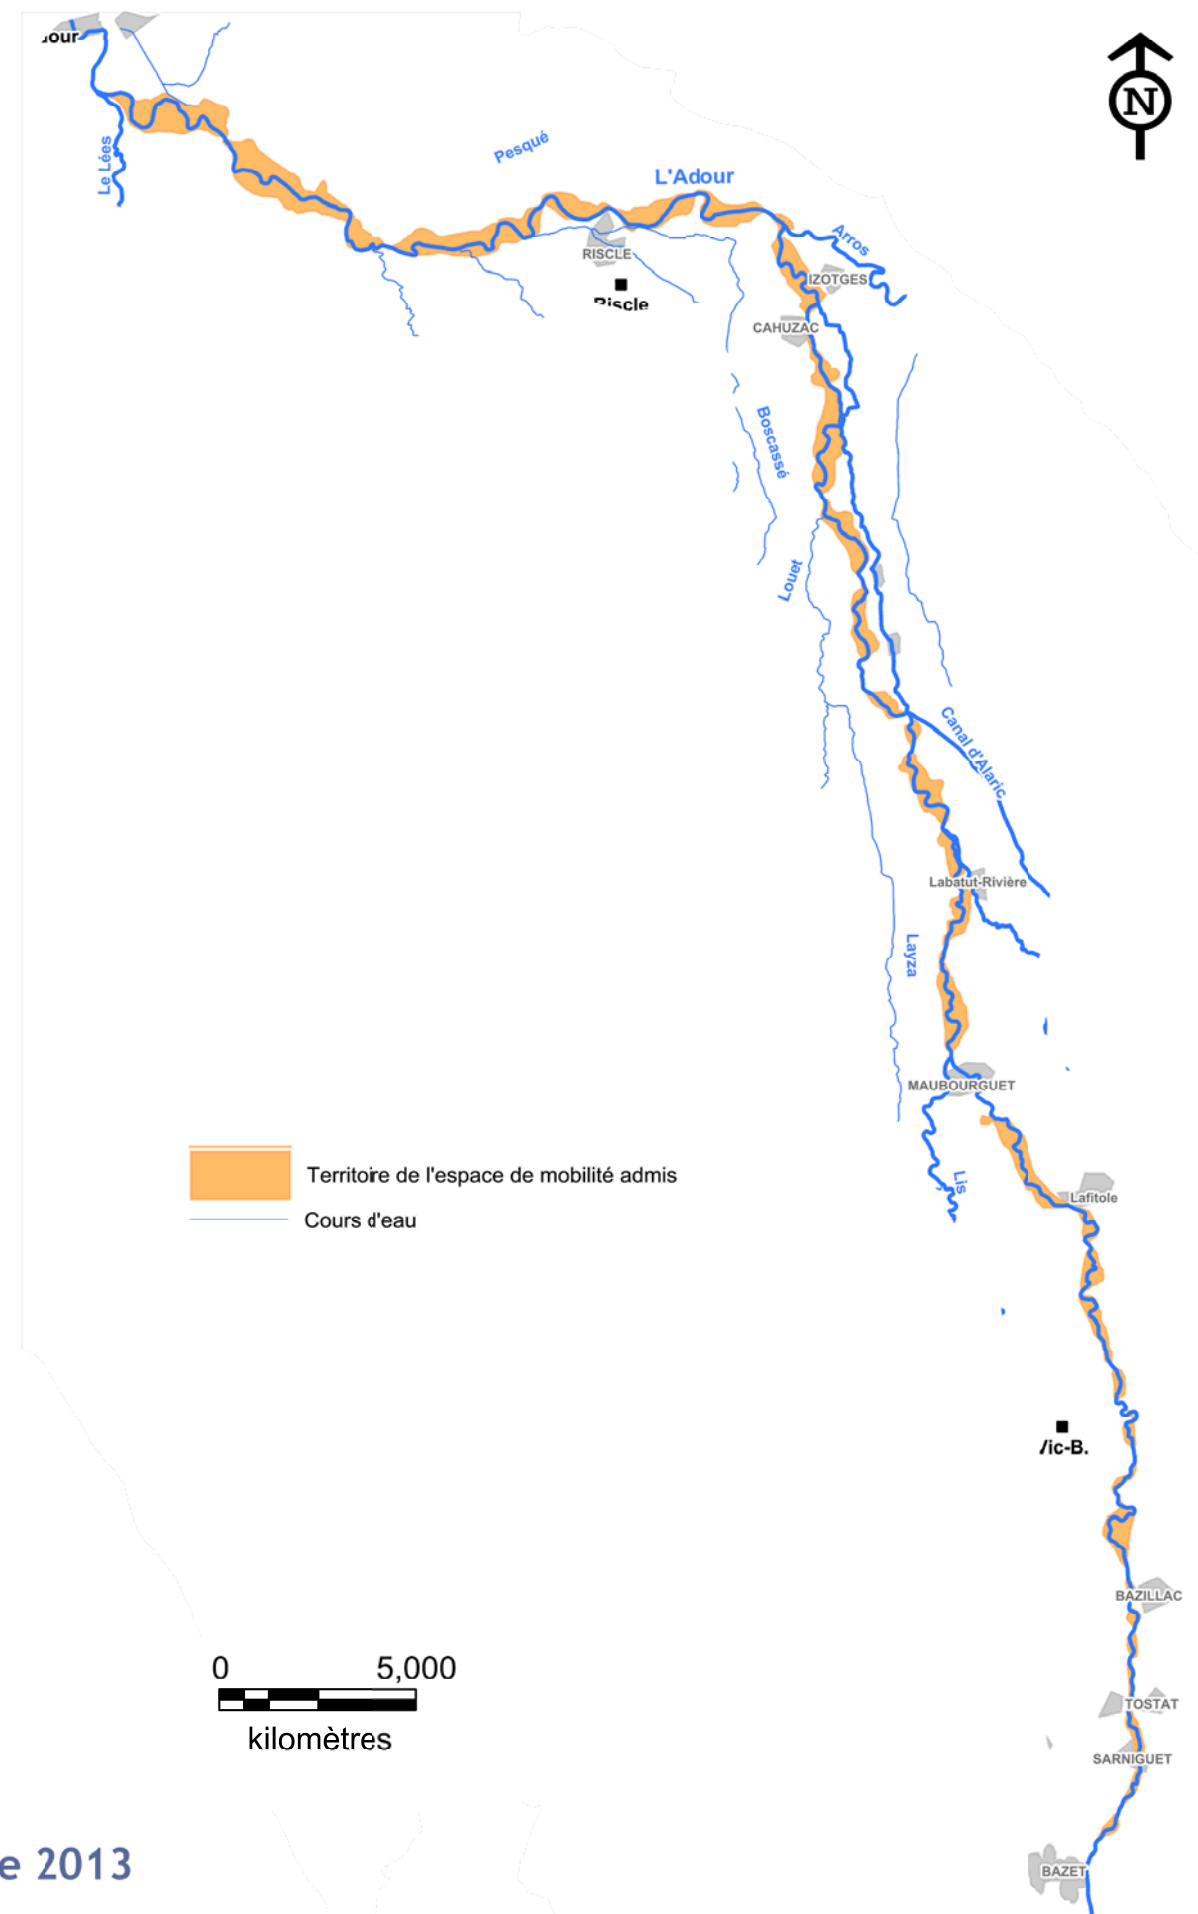 our
N
Le Lées
Pesqué
L'Adour
Arros
RISCLE
IZOTGES
Riscle
CAHUZAC
Boscassé
Louet
Canal d'Alaric
Labatut-Rivière
Layza
MAUBOURGUET
Territoire de l'espace de mobilité admis
Lis
Lafitole
Cours d'eau
Vic-B.
BAZILLAC
0 5,000
TOSTAT
kilomètres
SARNIGUET
e 2013
BAZET